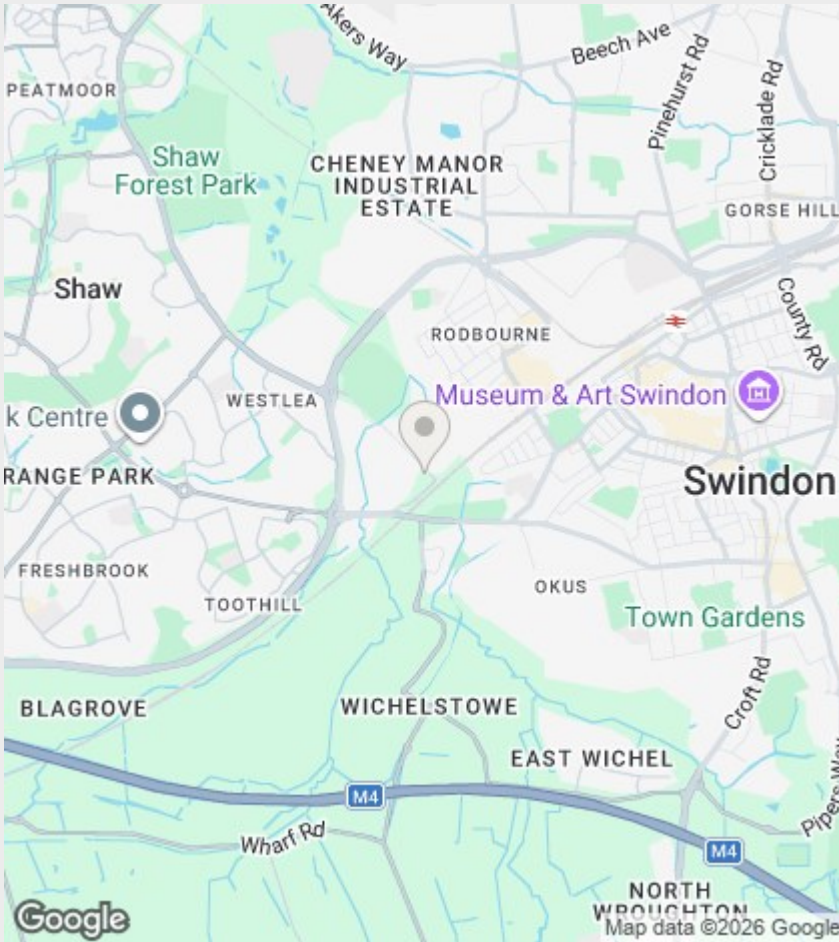 Akers Way
Beech Ave
PEATMOOR
Pinehurst Rd
Cricklade Rd
Shaw
Forest Park
CHENEY MANOR
INDUSTRIAL
ESTATE
GORSE HILL
Shaw
County Rd
RODBOURNE
WESTLEA
Museum & Art Swindon
k Centre
RANGE PARK
Swindon
FRESHBROOK
OKUS
TOOTHILL
Town Gardens
Croft Rd
BLAGROVE
WICHELSTOWE
EAST WICHEL
Pipers Way
M4
Wharf Rd
M4
NORTH
WROUGHTON
Google
Map data ©2026 Google